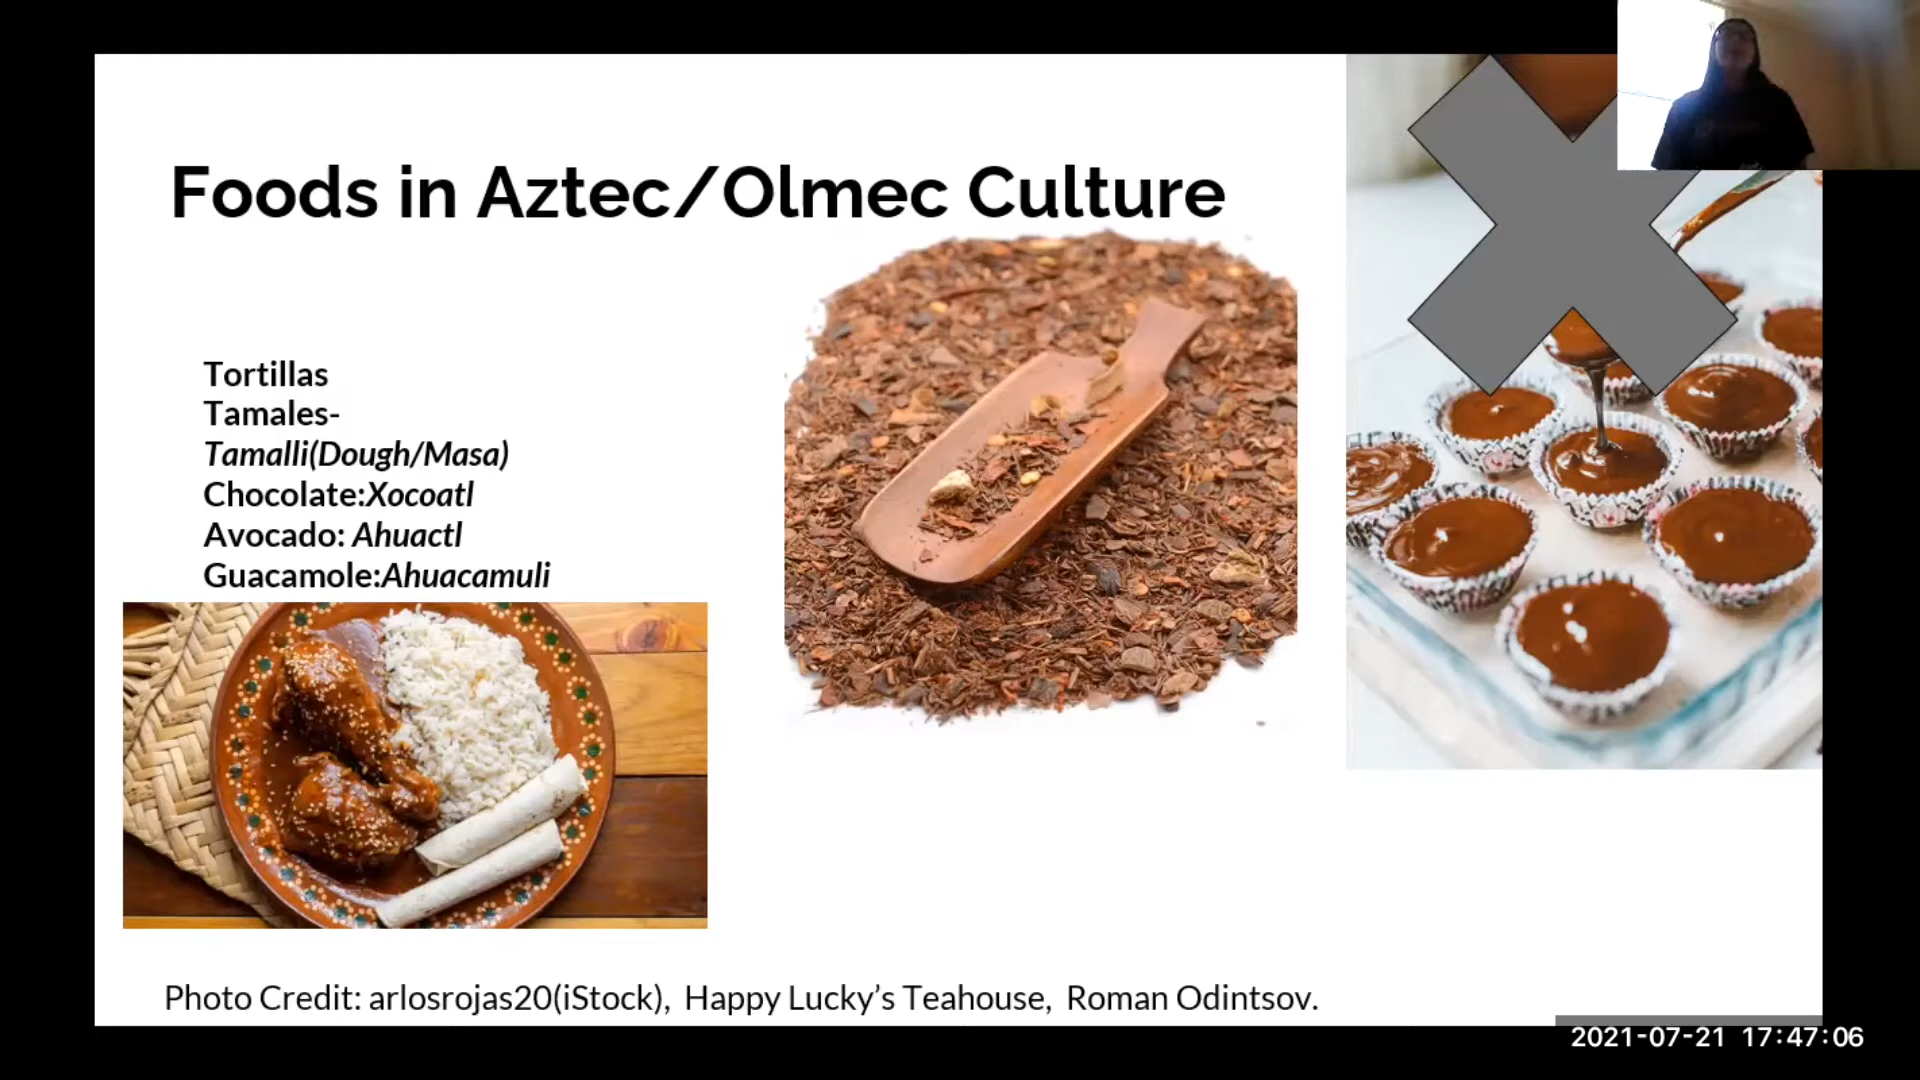 Foods in Aztec/Olmec Culture
Tortillas
Tamales-
Tamalli(Dough/Masa)
Chocolate:Xocoatl
Avocado: Ahuactl
Guacamole:Ahuacamuli
Photo Credit: arlosrojas20(iStock), Happy Lucky’s Teahouse, Roman Odintsov.
2021-07-21 17:47:06